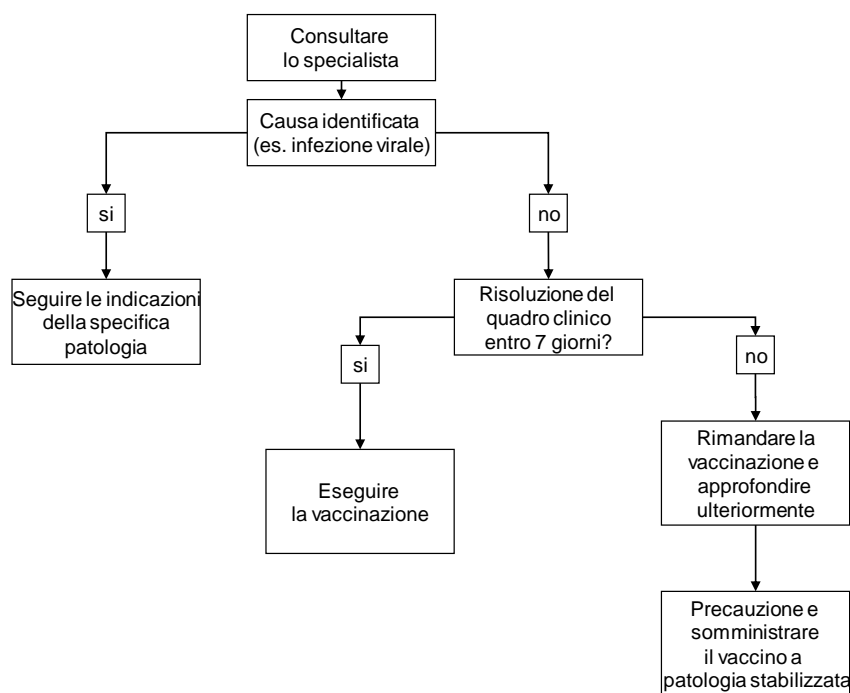 Consultare
lo specialista
Causa identificata
(es. infezione virale)
si
no
Seguire le indicazioni
della specifica
patologia
Risoluzione del
quadro clinico
entro 7 giorni?
si
no
Eseguire
la vaccinazione
Rimandare la
vaccinazione e
approfondire
ulteriormente
Precauzione e
somministrare
il vaccino a
patologia stabilizzata